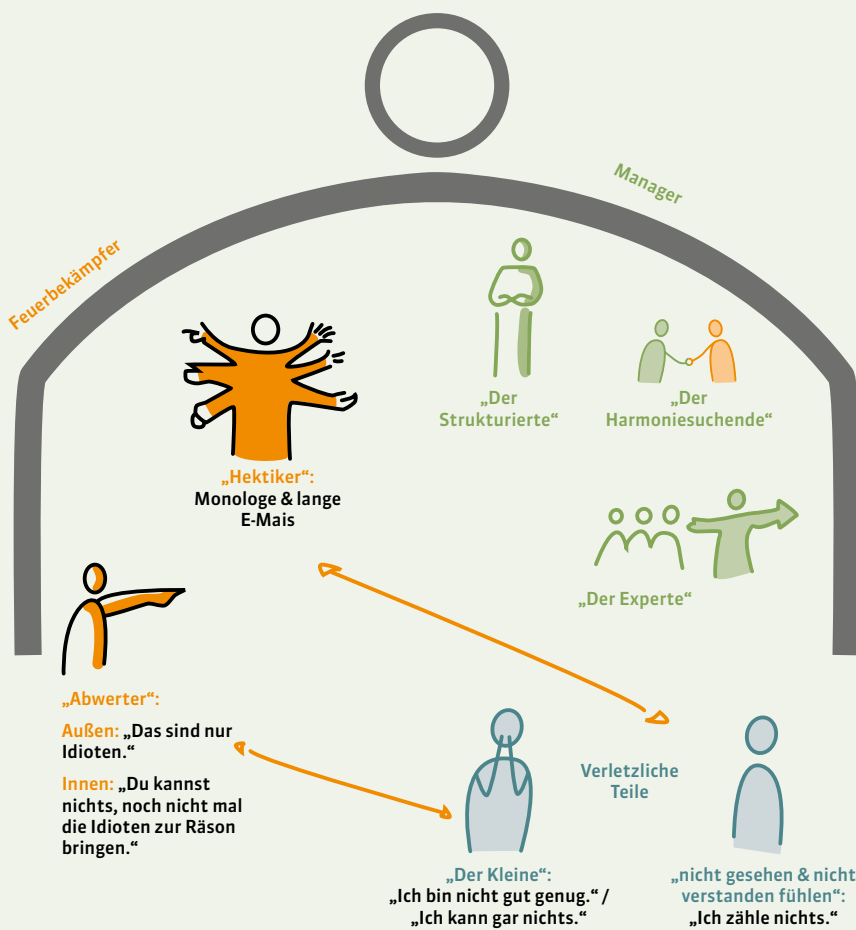 Manager
Feuerbekämpfer
„Der
Strukturierte“
„Der
Harmoniesuchende“
„Hektiker“:
Monologe & lange
E-Mais
„Der Experte“
„Abwerter“:
Außen: „Das sind nur
Idioten.“
Innen: „Du kannst
nichts, noch nicht mal
die Idioten zur Räson
bringen.“
Verletzliche
Teile
„Der Kleine“:
„Ich bin nicht gut genug.“ /
„Ich kann gar nichts.“
„nicht gesehen & nicht
verstanden fühlen“:
„Ich zähle nichts.“